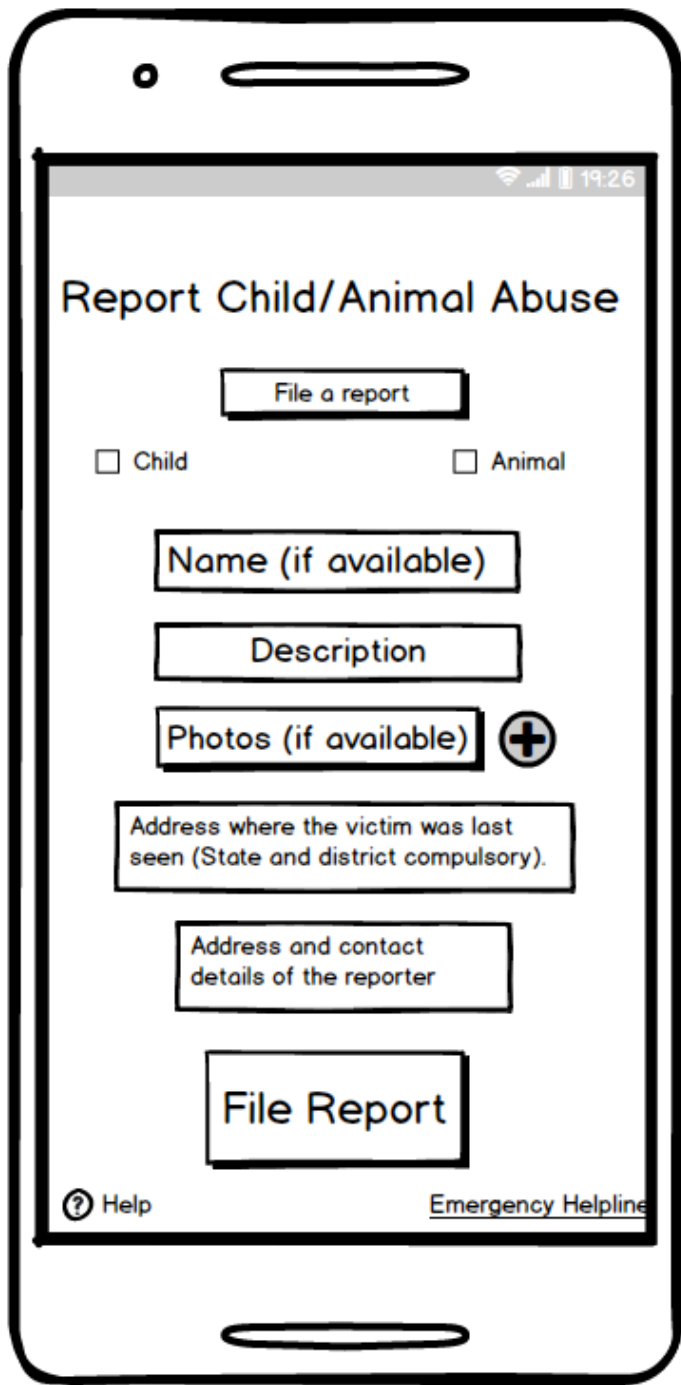 19:26
Report Child/Animal Abuse
File a report
Child
Animal
Name (if available)
Description
Photos (if available)
Address where the victim was last
seen (State and district compulsory).
Address and contact
details of the reporter
File Report
? Help
Emergency Helpline